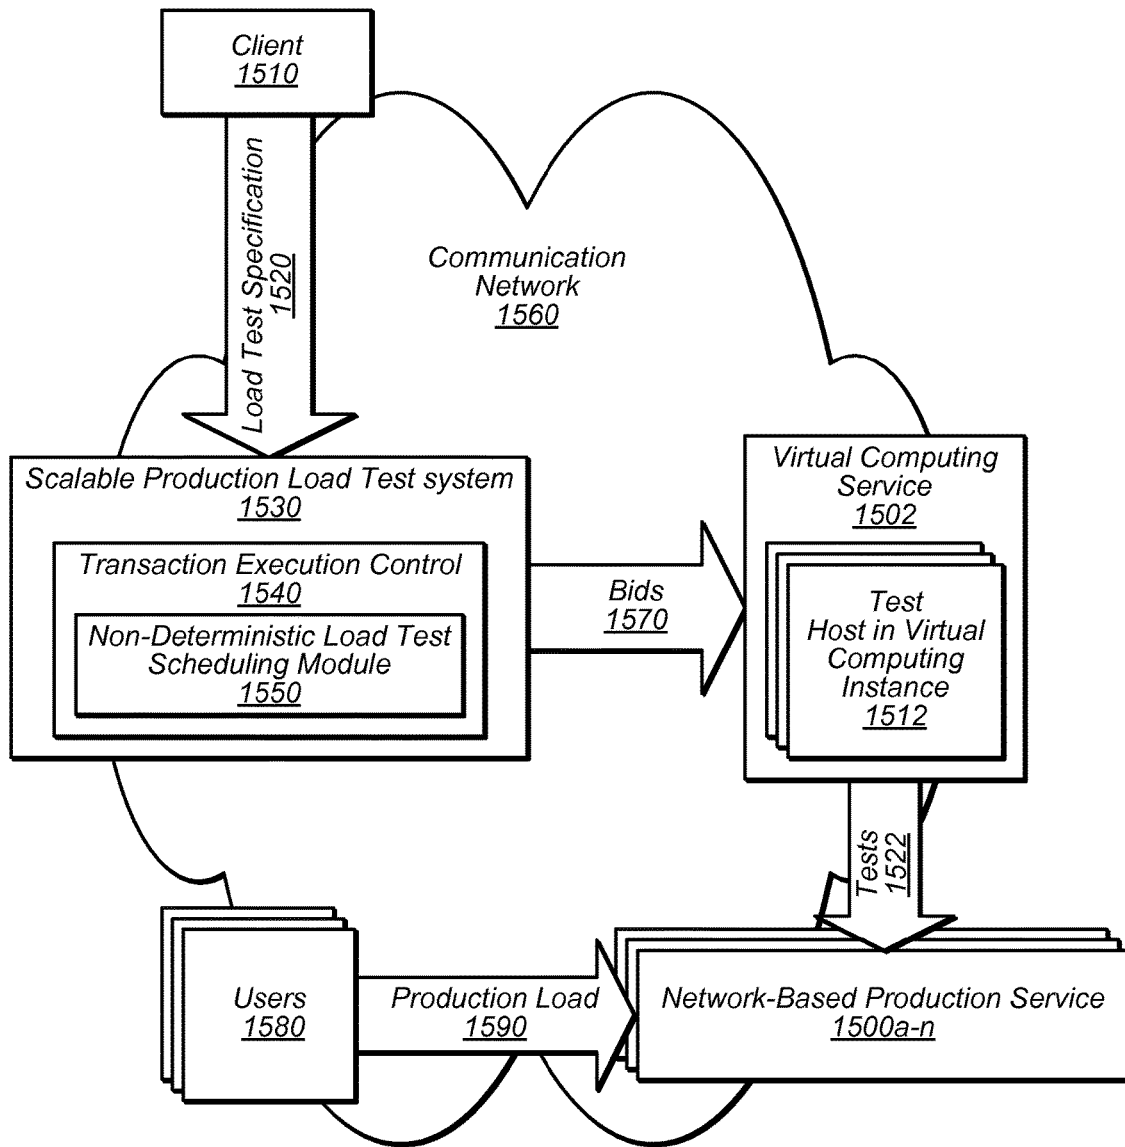 Client
1510
Load Test Specification
1520
Communication
Network
1560
Scalable Production Load Test system
1530
Transaction Execution Control
1540
Non-Deterministic Load Test
Scheduling Module
1550
Bids
1570
Virtual Computing
Service
1502
Test
Host in Virtual
Computing
Instance
1512
Tests
1522
Users
1580
Production Load
1590
Network-Based Production Service
1500a-n